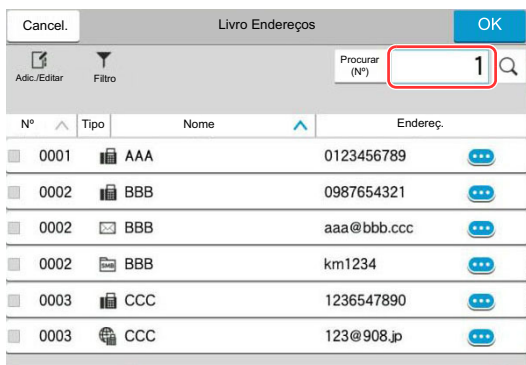 Cancel. Livro Endereços OK
Adic./Editar Filtro Procurar (Nº) 1
Nº Tipo Nome Endereç.
0001 AAA 0123456789
0002 BBB 0987654321
0002 BBB aaa@bbb.ccc
0002 SMB BBB km1234
0003 CCC 1236547890
0003 CCC 123@908.jp